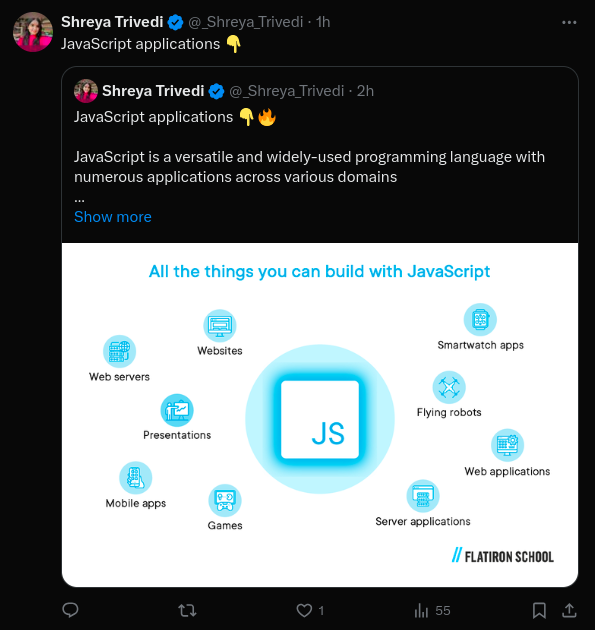 Shreya Trivedi @_Shreya_Trivedi · 1h
JavaScript applications 👇
Shreya Trivedi @_Shreya_Trivedi · 2h
JavaScript applications 👇🔥
JavaScript is a versatile and widely-used programming language with
numerous applications across various domains
...
Show more
All the things you can build with JavaScript
Websites
Smartwatch apps
Web servers
Flying robots
Presentations
JS
Web applications
Mobile apps
Games
Server applications
// FLATIRON SCHOOL
1
55